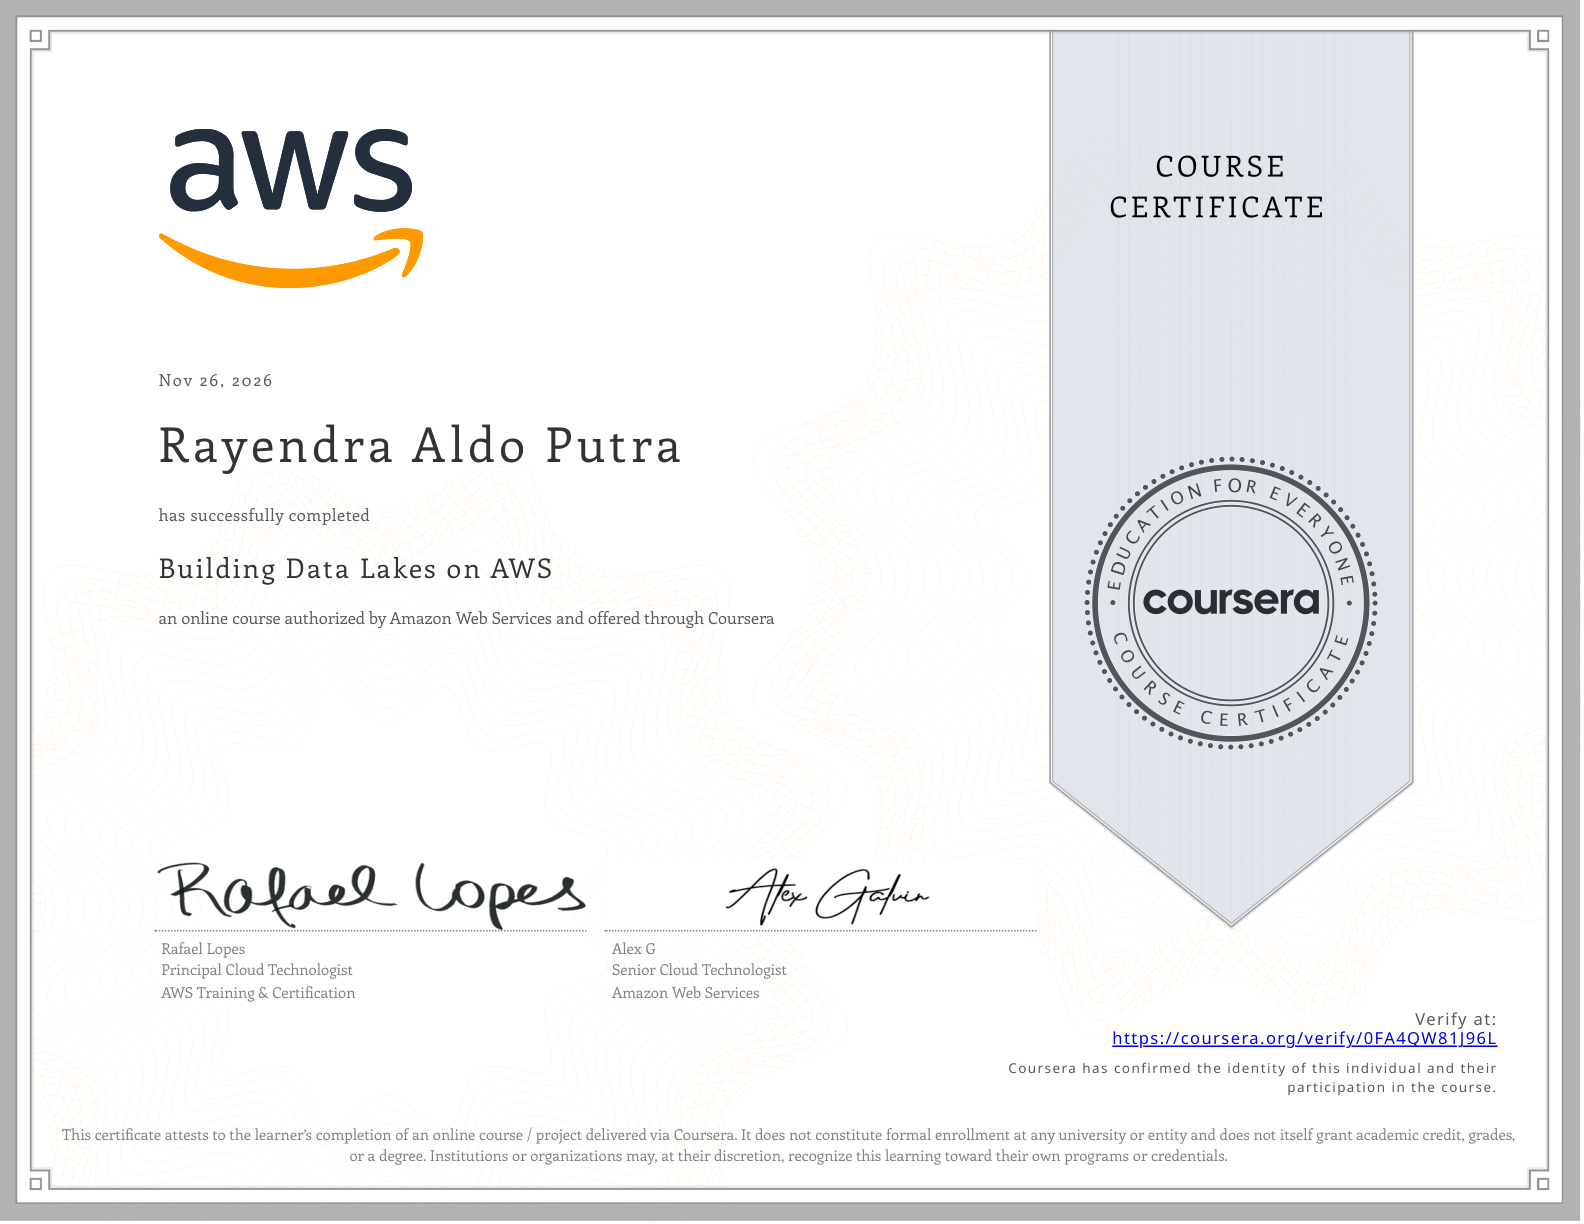 aws
COURSE
CERTIFICATE
Nov 26, 2026
Rayendra Aldo Putra
has successfully completed
Building Data Lakes on AWS
an online course authorized by Amazon Web Services and offered through Coursera
EDUCATION FOR EVERYONE
coursera
COURSE CERTIFICATE
Rafael Lopes
Alex Galvin
Rafael Lopes
Principal Cloud Technologist
AWS Training & Certification
Alex G
Senior Cloud Technologist
Amazon Web Services
Verify at:
https://coursera.org/verify/0FA4QW81J96L
Coursera has confirmed the identity of this individual and their
participation in the course.
This certificate attests to the learner’s completion of an online course / project delivered via Coursera. It does not constitute formal enrollment at any university or entity and does not itself grant academic credit, grades,
or a degree. Institutions or organizations may, at their discretion, recognize this learning toward their own programs or credentials.